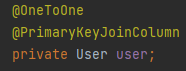 @OneToOne
@PrimaryKeyJoinColumn
private User user;